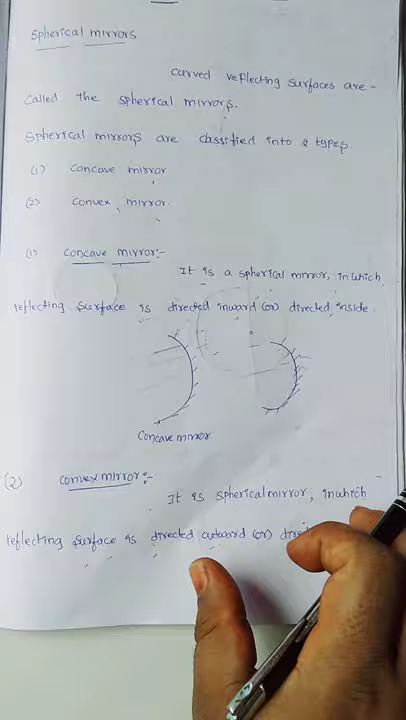 Spherical mirrors
curved reflecting surfaces are-
called the spherical mirrors.
Spherical mirrors are classified into 2 types
(1) concave mirror
(2) convex mirror.
(1) concave mirror:-
It is a spherical mirror, in which
reflecting surface is directed inward (or) directed inside.
Concave mirror
(2) convex mirror:-
It is spherical mirror, in which
reflecting surface is directed (or)